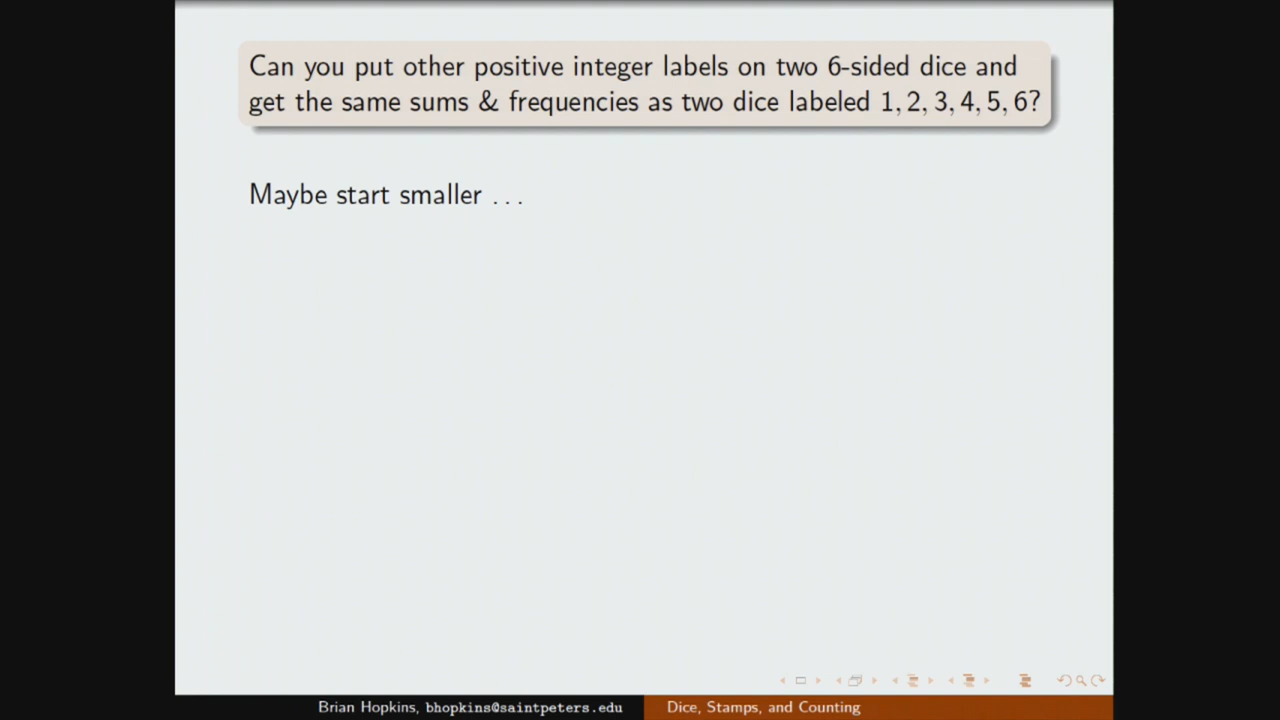 Can you put other positive integer labels on two 6-sided dice and
get the same sums & frequencies as two dice labeled 1, 2, 3, 4, 5, 6?
Maybe start smaller . . .
Brian Hopkins, bhopkins@saintpeters.edu
Dice, Stamps, and Counting